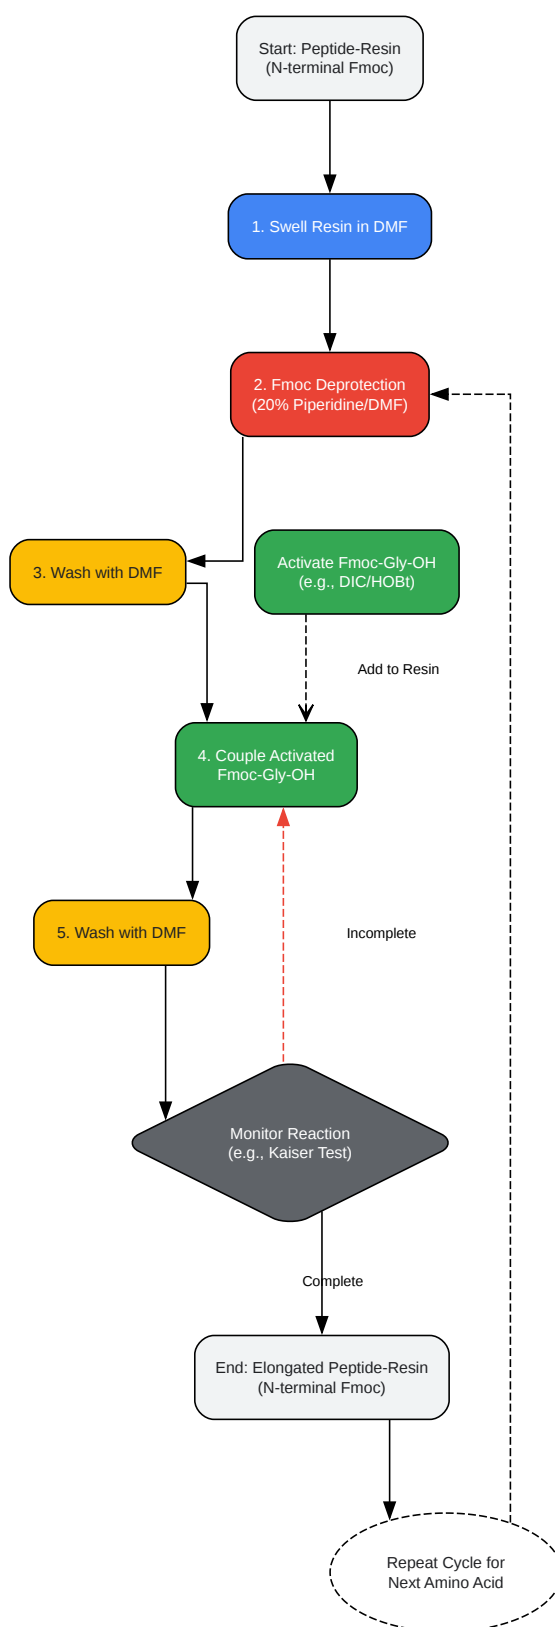 Start: Peptide-Resin
(N-terminal Fmoc)
1. Swell Resin in DMF
2. Fmoc Deprotection
(20% Piperidine/DMF)
3. Wash with DMF
Activate Fmoc-Gly-OH
(e.g., DIC/HOBt)
Add to Resin
4. Couple Activated
Fmoc-Gly-OH
5. Wash with DMF
Incomplete
Monitor Reaction
(e.g., Kaiser Test)
Complete
End: Elongated Peptide-Resin
(N-terminal Fmoc)
Repeat Cycle for
Next Amino Acid